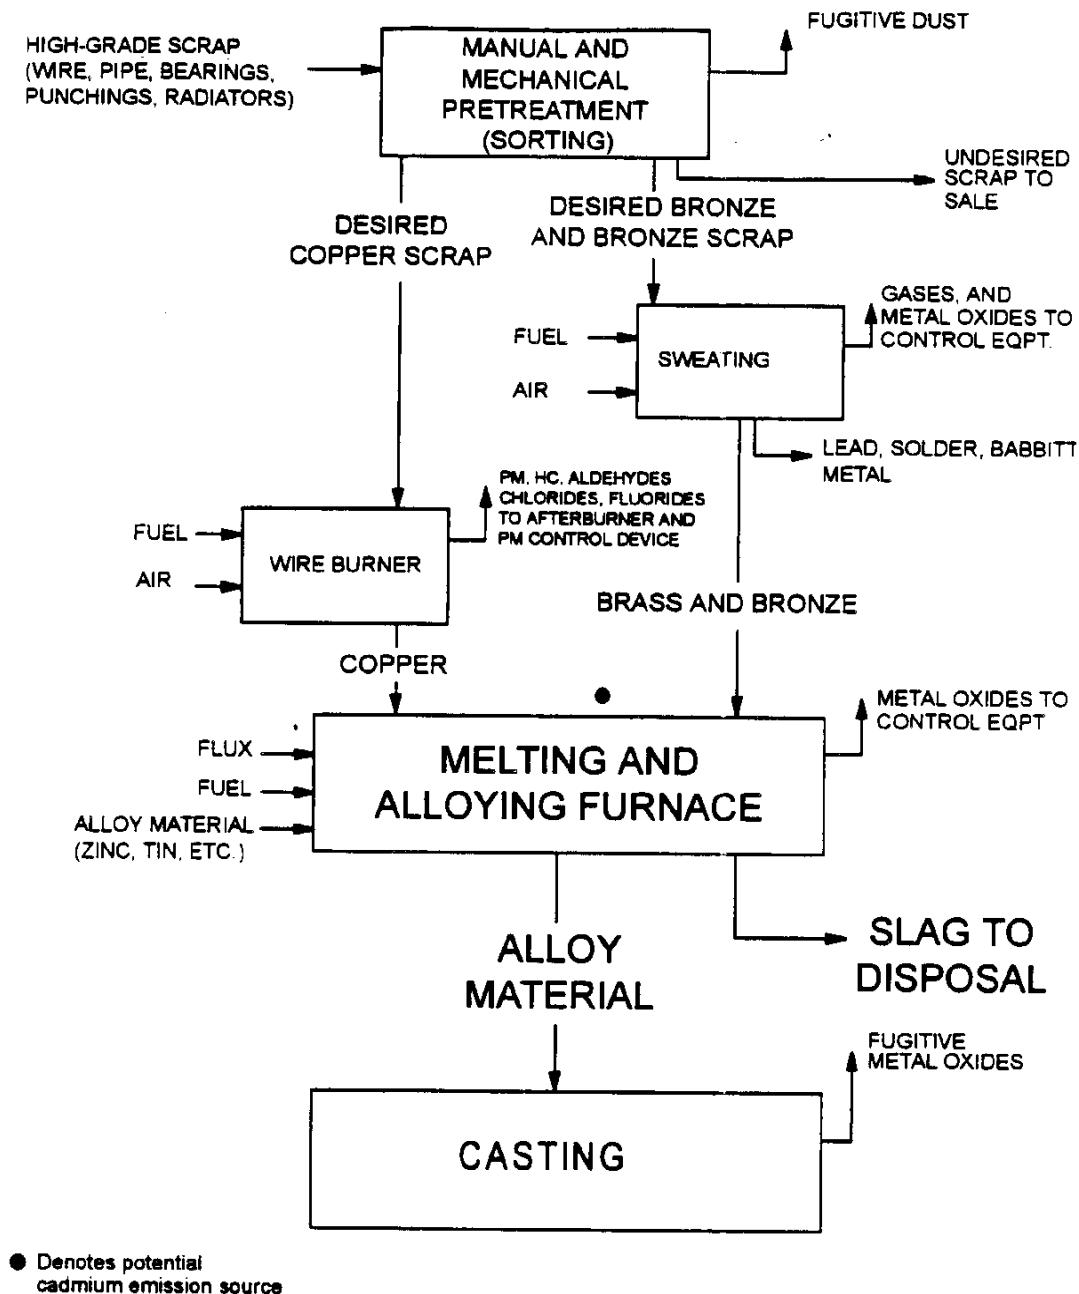 FUGITIVE DUST
HIGH-GRADE SCRAP
(WIRE, PIPE, BEARINGS,
PUNCHINGS, RADIATORS)
MANUAL AND
MECHANICAL
PRETREATMENT
(SORTING)
UNDESIRED
SCRAP TO
SALE
DESIRED
COPPER SCRAP
DESIRED BRONZE
AND BRONZE SCRAP
GASES, AND
METAL OXIDES TO
CONTROL EQPT.
FUEL
AIR
SWEATING
LEAD, SOLDER, BABBITT
METAL
PM, HC, ALDEHYDES
CHLORIDES, FLUORIDES
TO AFTERBURNER AND
PM CONTROL DEVICE
FUEL
AIR
WIRE BURNER
BRASS AND BRONZE
COPPER
METAL OXIDES TO
CONTROL EQPT
FLUX
FUEL
ALLOY MATERIAL
(ZINC, TIN, ETC.)
MELTING AND
ALLOYING FURNACE
ALLOY
MATERIAL
SLAG TO
DISPOSAL
FUGITIVE
METAL OXIDES
CASTING
● Denotes potential
cadmium emission source